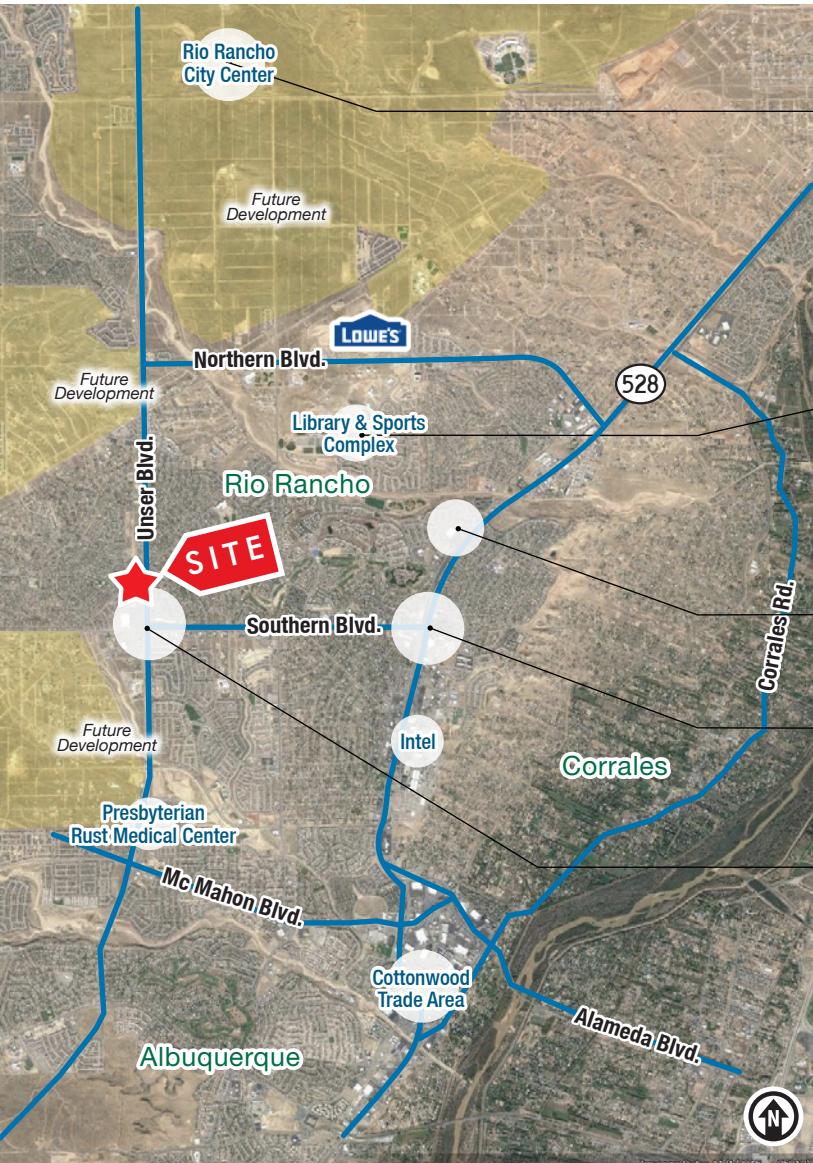 Rio Rancho
City Center
Future
Development
LOWE'S
Northern Blvd.
528
Future
Development
Library & Sports
Complex
Unser Blvd.
Rio Rancho
SITE
Southern Blvd.
Corrales Rd.
Future
Development
Intel
Corrales
Presbyterian
Rust Medical Center
Mc Mahon Blvd.
Cottonwood
Trade Area
Alameda Blvd.
Albuquerque
N